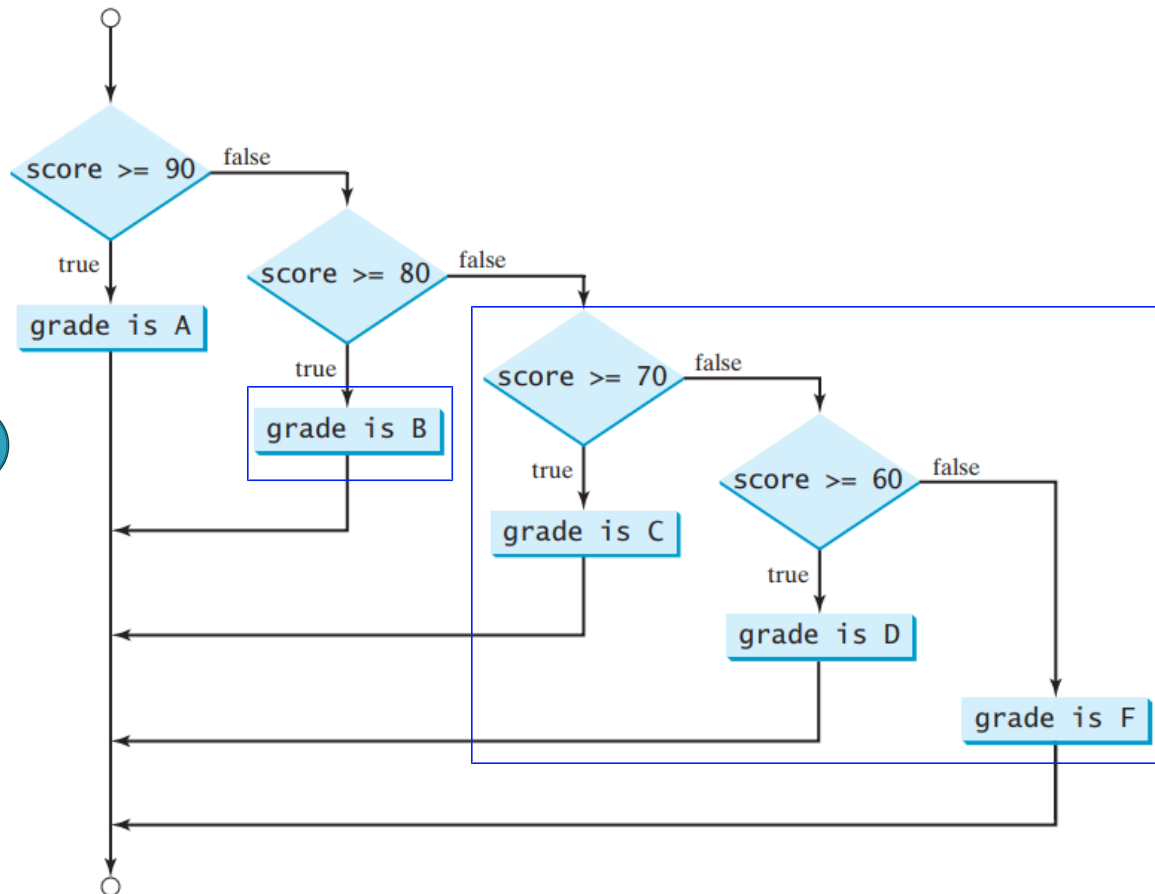 score >= 90
false
true
grade is A
score >= 80
false
true
grade is B
score >= 70
false
true
grade is C
score >= 60
false
true
grade is D
grade is F